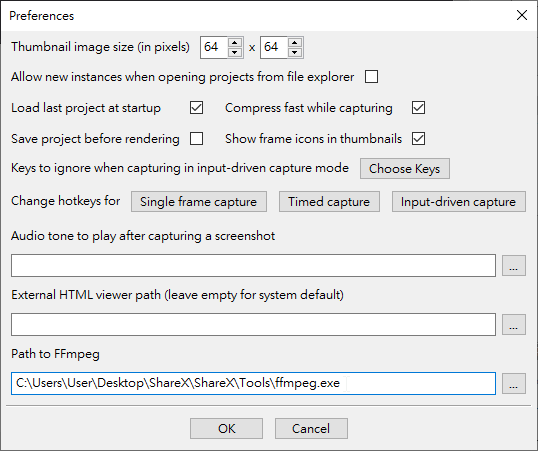 Preferences
Thumbnail image size (in pixels) 64 x 64
Allow new instances when opening projects from file explorer
Load last project at startup Compress fast while capturing
Save project before rendering Show frame icons in thumbnails
Keys to ignore when capturing in input-driven capture mode Choose Keys
Change hotkeys for Single frame capture Timed capture Input-driven capture
Audio tone to play after capturing a screenshot
...
External HTML viewer path (leave empty for system default)
...
Path to FFmpeg
C:\Users\User\Desktop\ShareX\ShareX\Tools\ffmpeg.exe ...
OK Cancel